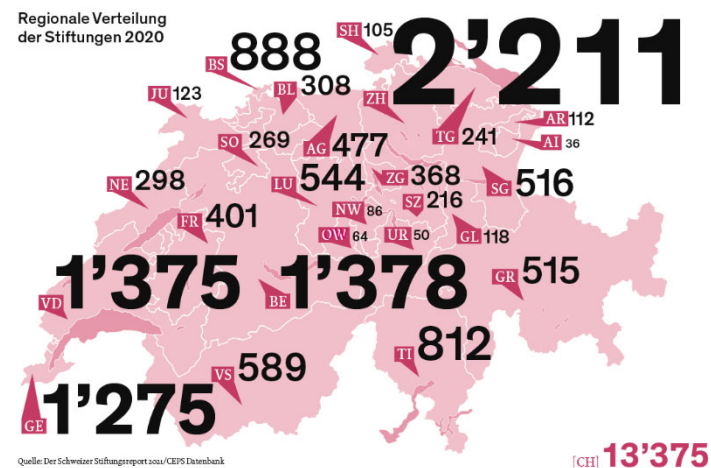 Regionale Verteilung
der Stiftungen 2020
SH 105
BS 888
ZH 2’211
BL 308
JU 123
AR 112
TG 241
AI 36
SO 269
AG 477
NE 298
LU 544
ZG 368
SG 516
FR 401
NW 86
SZ 216
OW 64
UR 50
GL 118
VD 1’375
BE 1’378
GR 515
TI 812
VS 589
GE 1’275
Quelle: Der Schweizer Stiftungsreport 2021/CEPS Datenbank
[CH] 13’375